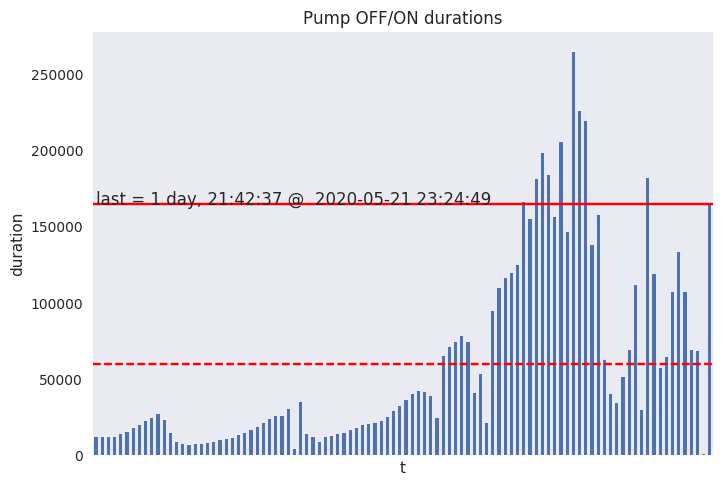 Pump OFF/ON durations
250000
200000
last = 1 day, 21:42:37 @  2020-05-21 23:24:49
150000
duration
100000
50000
0
t